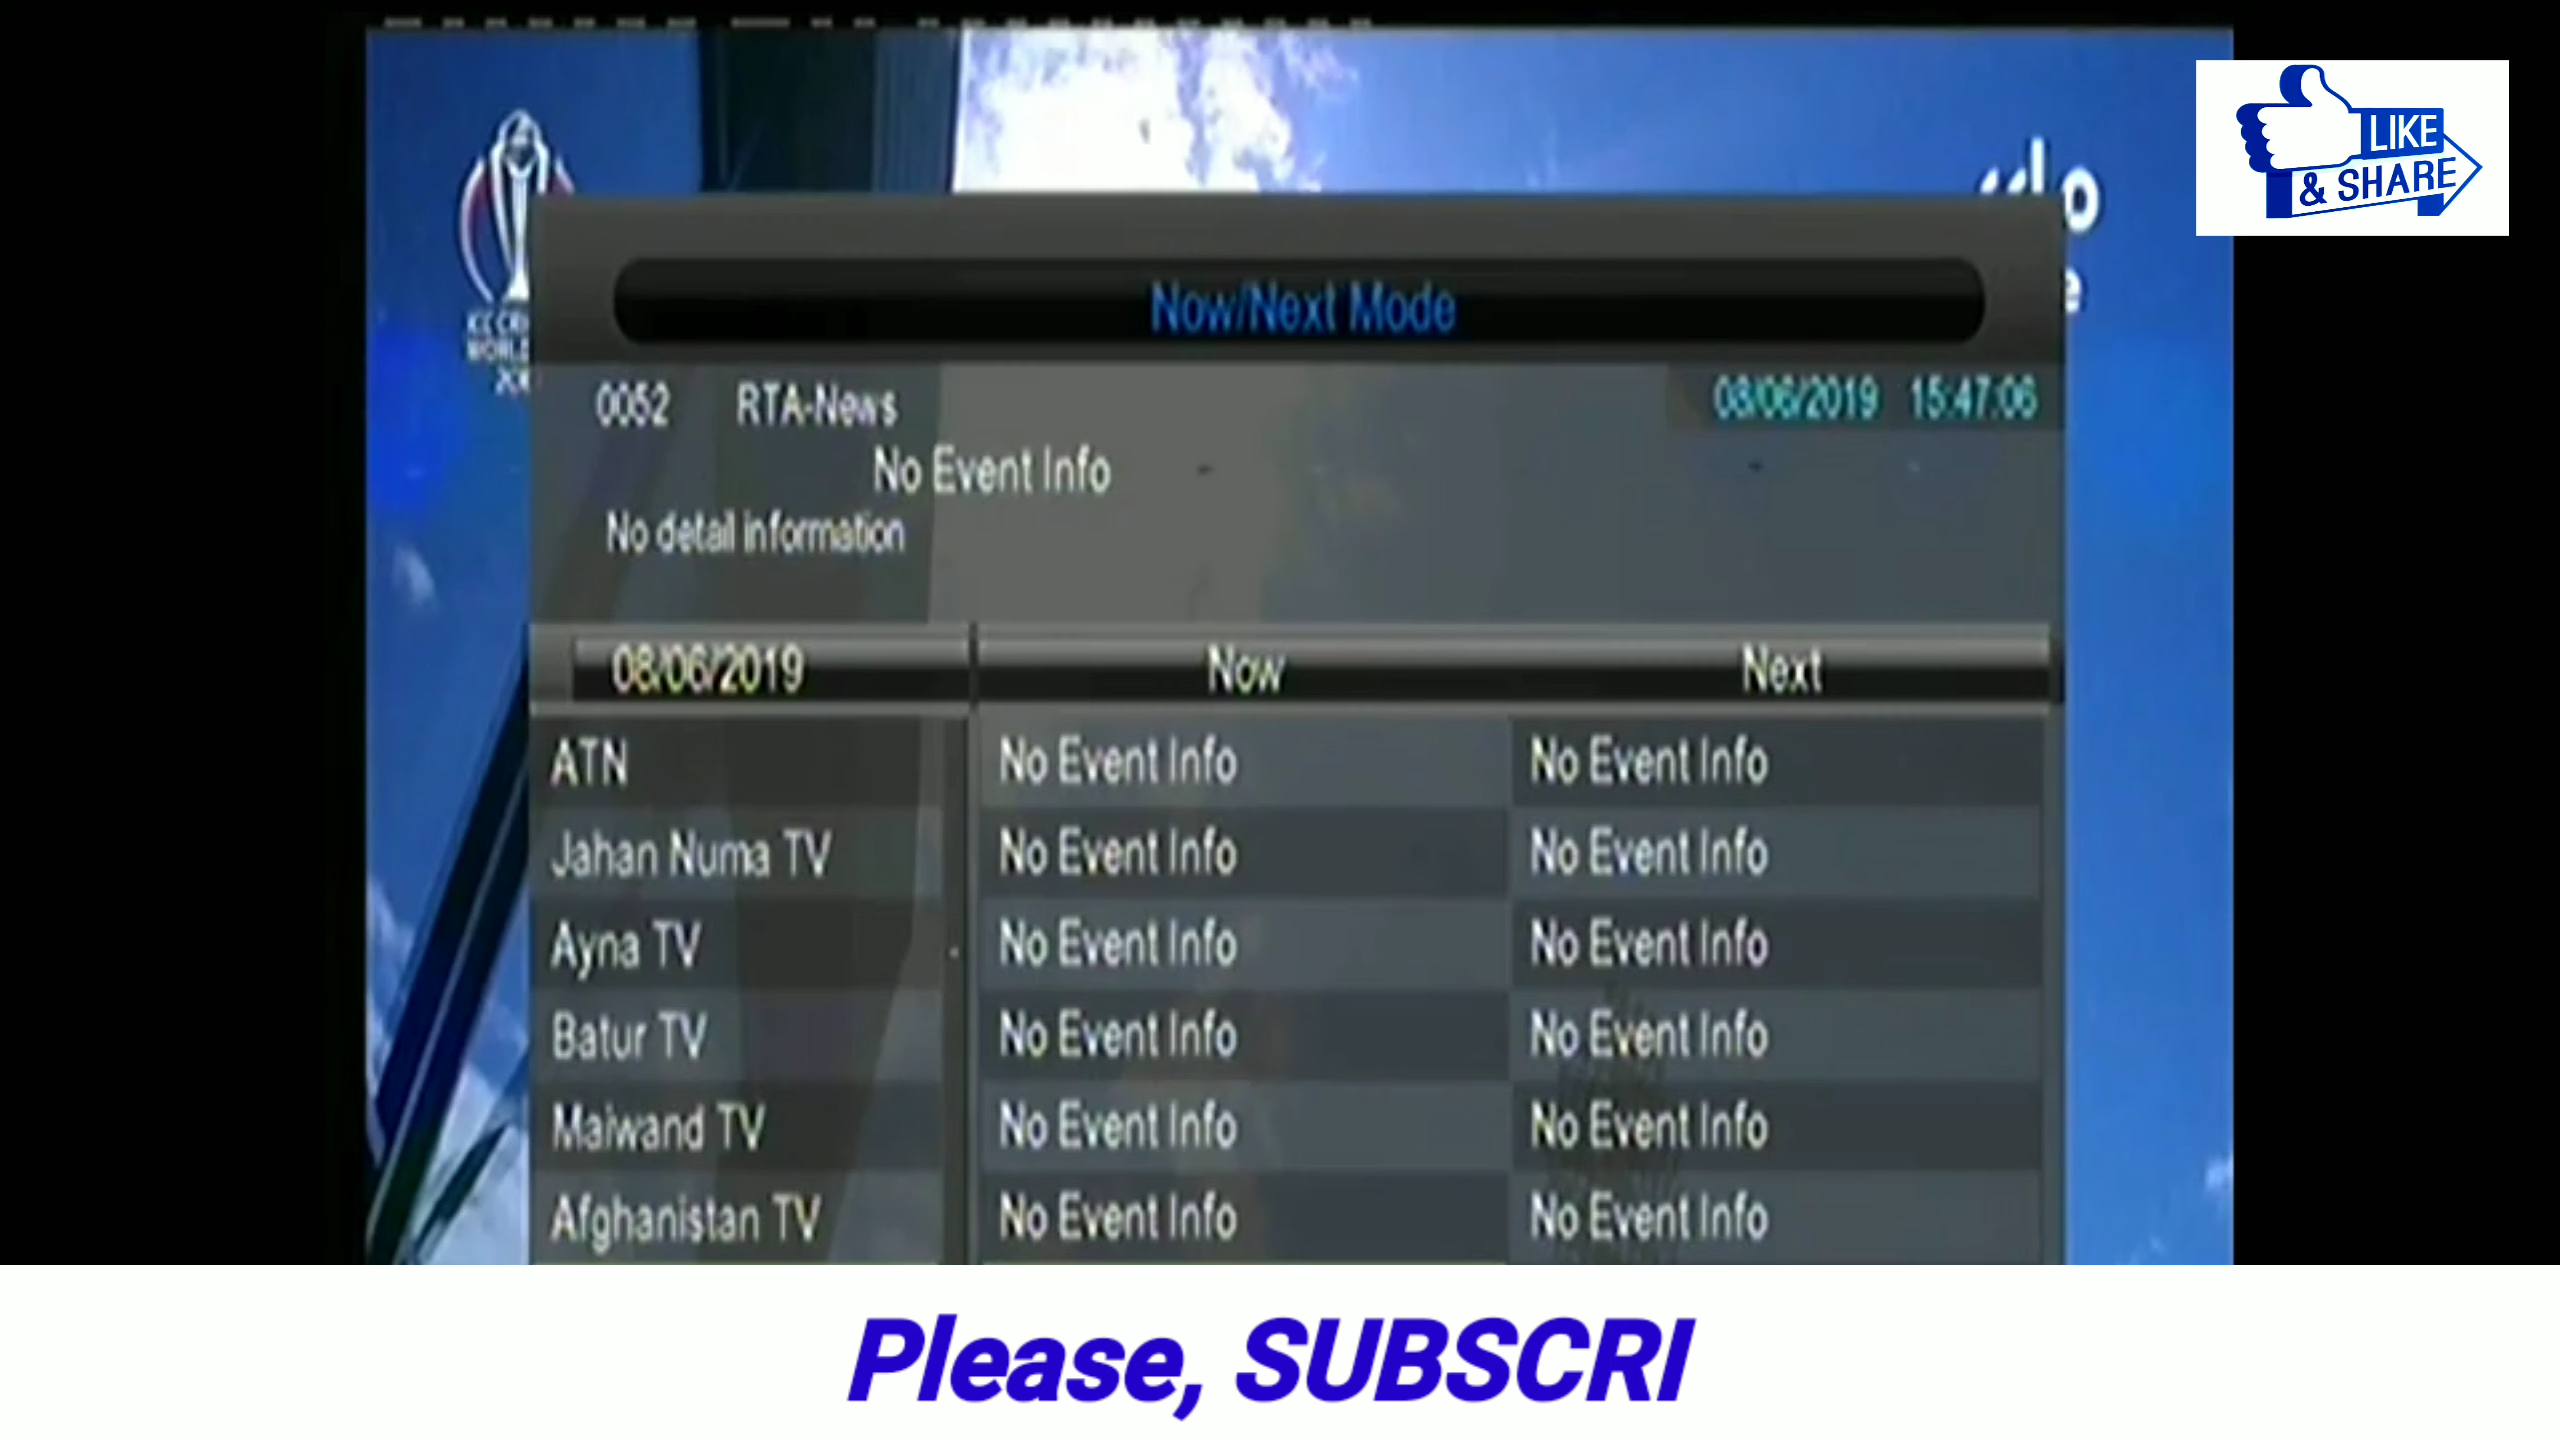 LIKE
& SHARE
Now/Next Mode
0052 RTA-News 08/06/2019 15:47:06
No Event Info
No detail information
08/06/2019 Now Next
ATN No Event Info No Event Info
Jahan Numa TV No Event Info No Event Info
Ayna TV No Event Info No Event Info
Batur TV No Event Info No Event Info
Maiwand TV No Event Info No Event Info
Afghanistan TV No Event Info No Event Info
Please, SUBSCRI